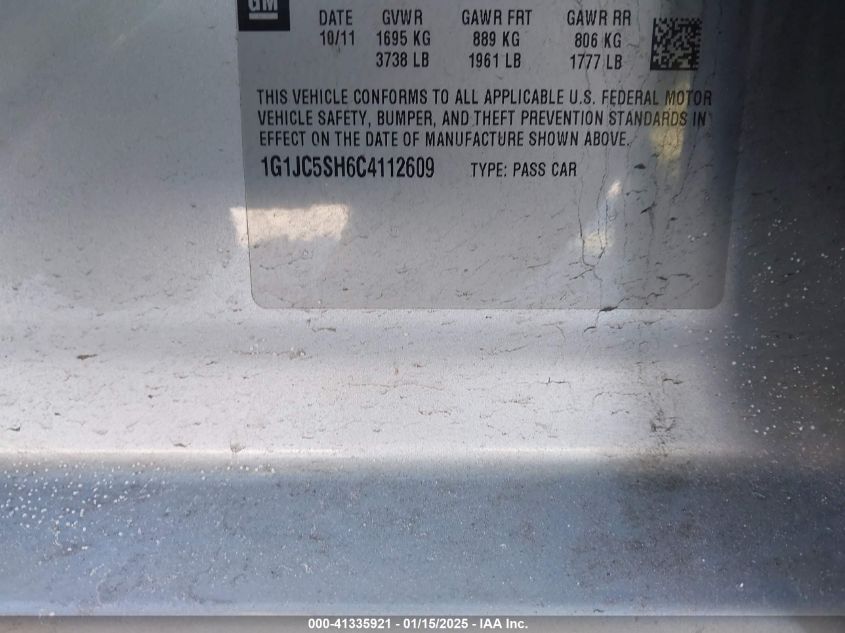 GM
DATE GVWR GAWR FRT GAWR RR
10/11 1695 KG 889 KG 806 KG
3738 LB 1961 LB 1777 LB
THIS VEHICLE CONFORMS TO ALL APPLICABLE U.S. FEDERAL MOTOR
VEHICLE SAFETY, BUMPER, AND THEFT PREVENTION STANDARDS IN
EFFECT ON THE DATE OF MANUFACTURE SHOWN ABOVE.
1G1JC5SH6C4112609 TYPE: PASS CAR
000-41335921 - 01/15/2025 - IAA Inc.